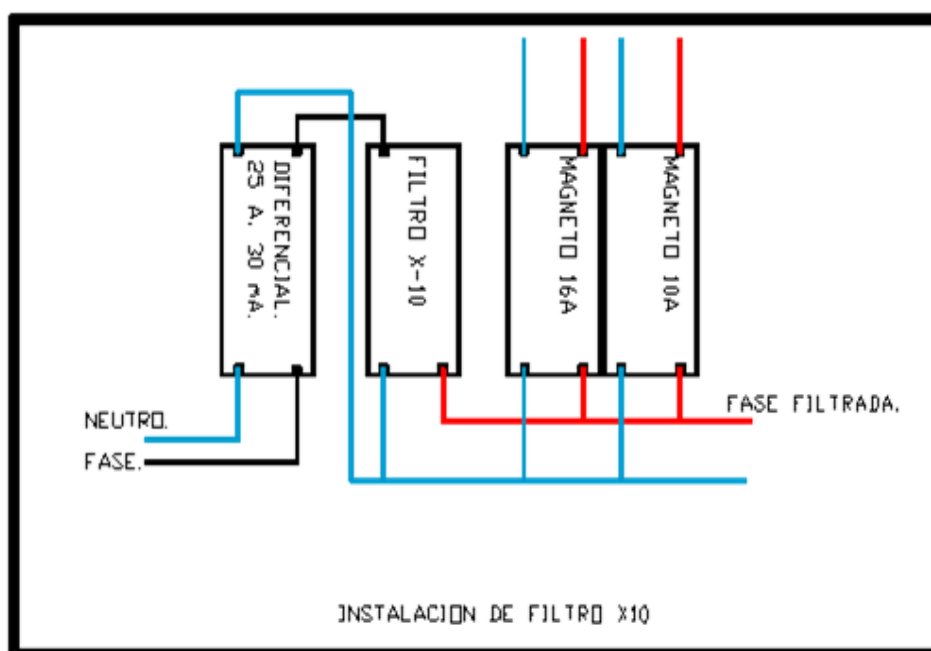 DIFERENCIAL.
25 A. 30 mA.
FILTRO X-10
MAGNETO 16A
MAGNETO 10A
FASE FILTRADA.
NEUTRO.
FASE.
INSTALACION DE FILTRO X10